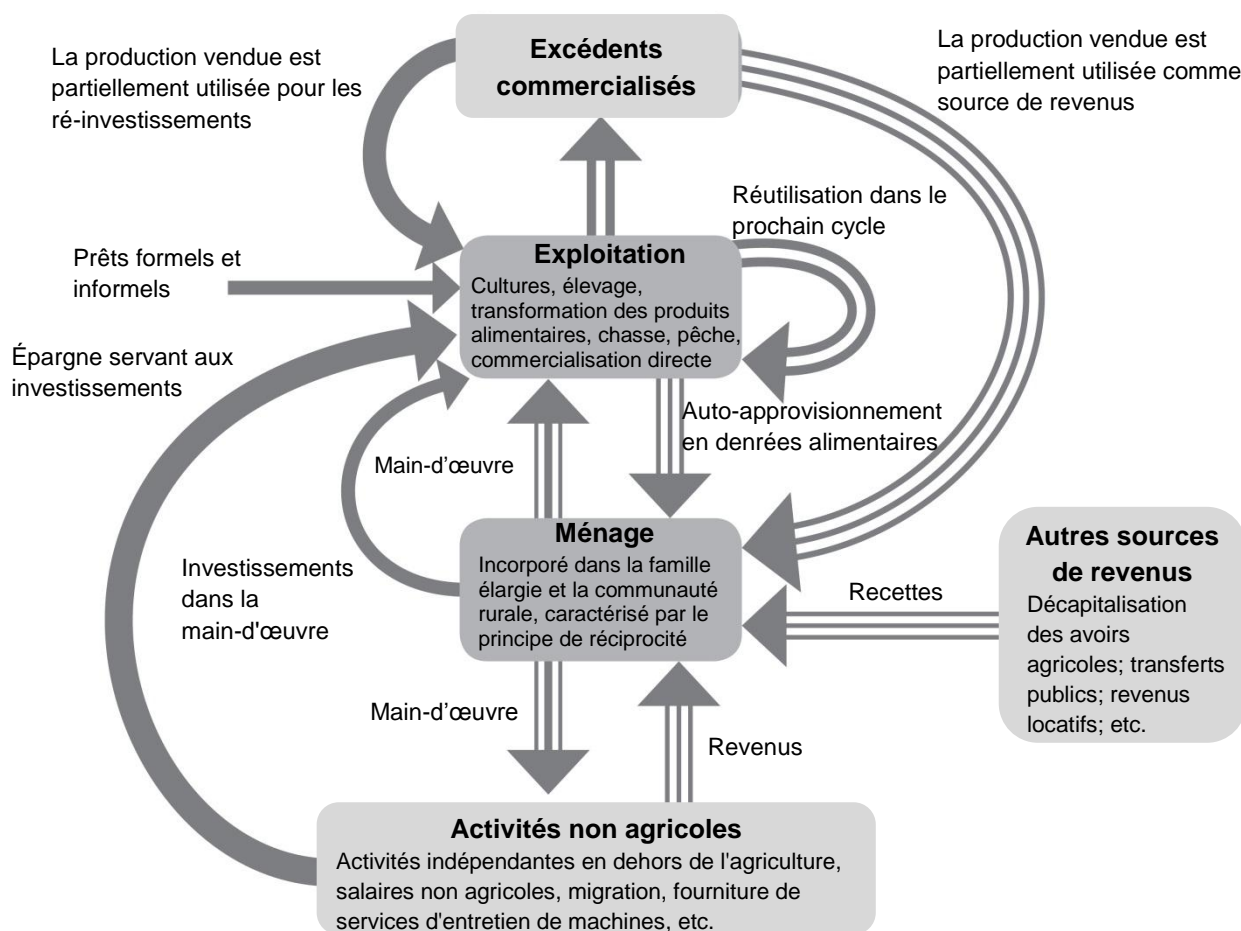 La production vendue est
partiellement utilisée pour les
ré-investissements
Excédents
commercialisés
La production vendue est
partiellement utilisée comme
source de revenus
Réutilisation dans le
prochain cycle
Prêts formels et
informels
Exploitation
Cultures, élevage,
transformation des produits
alimentaires, chasse, pêche,
commercialisation directe
Épargne servant aux
investissements
Auto-approvisionnement
en denrées alimentaires
Main-d’œuvre
Ménage
Incorporé dans la famille
élargie et la communauté
rurale, caractérisé par le
principe de réciprocité
Investissements
dans la
main-d'œuvre
Recettes
Autres sources
de revenus
Décapitalisation
des avoirs
agricoles; transferts
publics; revenus
locatifs; etc.
Main-d’œuvre
Revenus
Activités non agricoles
Activités indépendantes en dehors de l'agriculture,
salaires non agricoles, migration, fourniture de
services d'entretien de machines, etc.